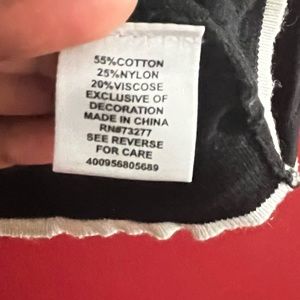 55%COTTON
25%NYLON
20%VISCOSE
EXCLUSIVE OF
DECORATION
MADE IN CHINA
RN#73277
SEE REVERSE
FOR CARE
400956805689